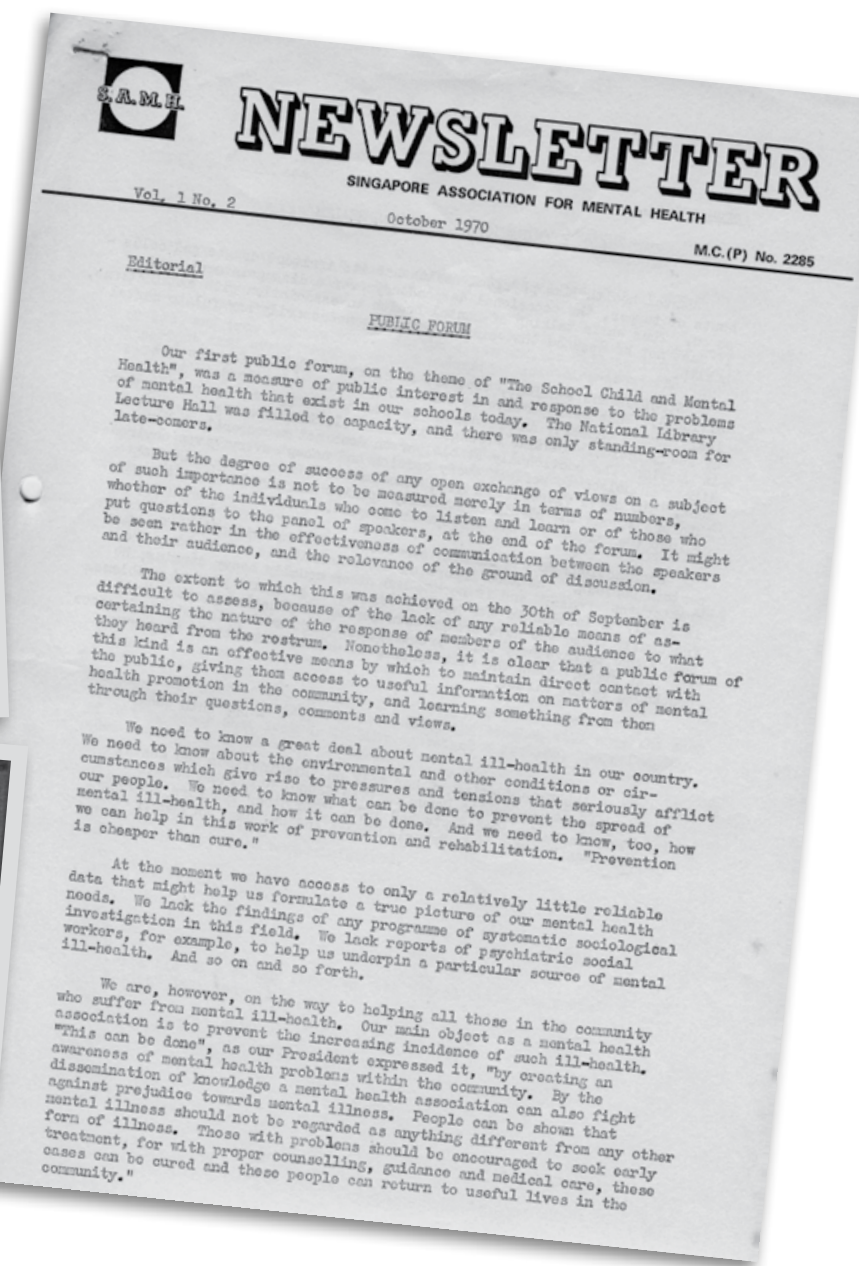 S.A.M.H.
NEWSLETTER
SINGAPORE ASSOCIATION FOR MENTAL HEALTH
Vol. 1 No. 2
October 1970
M.C.(P) No. 2285
Editorial
PUBLIC FORUM
Our first public forum, on the theme of "The School Child and Mental
Health", was a measure of public interest in and response to the problems
of mental health that exist in our schools today. The National Library
Lecture Hall was filled to capacity, and there was only standing-room for
late-comers.
But the degree of success of any open exchange of views on a subject
of such importance is not to be measured merely in terms of numbers,
whether of the individuals who come to listen and learn or of those who
put questions to the panel of speakers, at the end of the forum. It might
be seen rather in the effectiveness of communication between the speakers
and their audience, and the relevance of the ground of discussion.
The extent to which this was achieved on the 30th of September is
difficult to assess, because of the lack of any reliable means of as-
certaining the nature of the response of members of the audience to what
they heard from the rostrum. Nonetheless, it is clear that a public forum of
this kind is an effective means by which to maintain direct contact with
the public, giving them access to useful information on matters of mental
health promotion in the community, and learning something from them
through their questions, comments and views.
We need to know a great deal about mental ill-health in our country.
We need to know about the environmental and other conditions or cir-
cumstances which give rise to pressures and tensions that seriously afflict
our people. We need to know what can be done to prevent the spread of
mental ill-health, and how it can be done. And we need to know, too, how
we can help in this work of prevention and rehabilitation. "Prevention
is cheaper than cure."
At the moment we have access to only a relatively little reliable
data that might help us formulate a true picture of our mental health
needs. We lack the findings of any programme of systematic sociological
investigation in this field. We lack reports of psychiatric social
workers, for example, to help us underpin a particular source of mental
ill-health. And so on and so forth.
We are, however, on the way to helping all those in the community
who suffer from mental ill-health. Our main object as a mental health
association is to prevent the increasing incidence of such ill-health.
"This can be done", as our President expressed it, "by creating an
awareness of mental health problems within the community. By the
dissemination of knowledge a mental health association can also fight
against prejudice towards mental illness. People can be shown that
mental illness should not be regarded as anything different from any other
form of illness. Those with problems should be encouraged to seek early
treatment, for with proper counselling, guidance and medical care, these
cases can be cured and these people can return to useful lives in the
community."